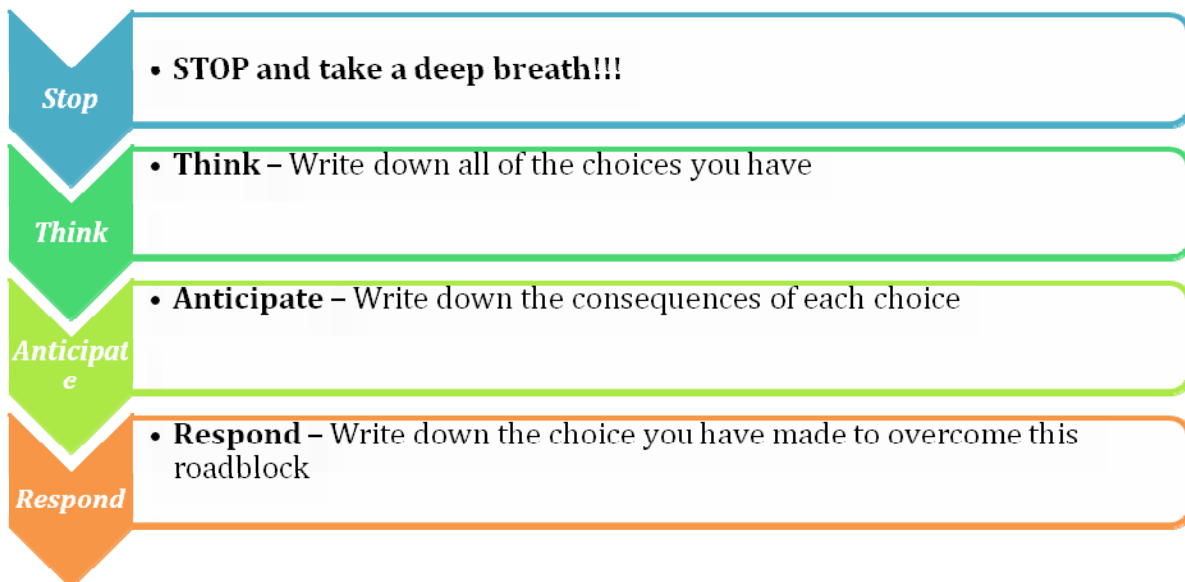 Stop
• STOP and take a deep breath!!!
Think
• Think – Write down all of the choices you have
Anticipat
e
• Anticipate – Write down the consequences of each choice
Respond
• Respond – Write down the choice you have made to overcome this
roadblock